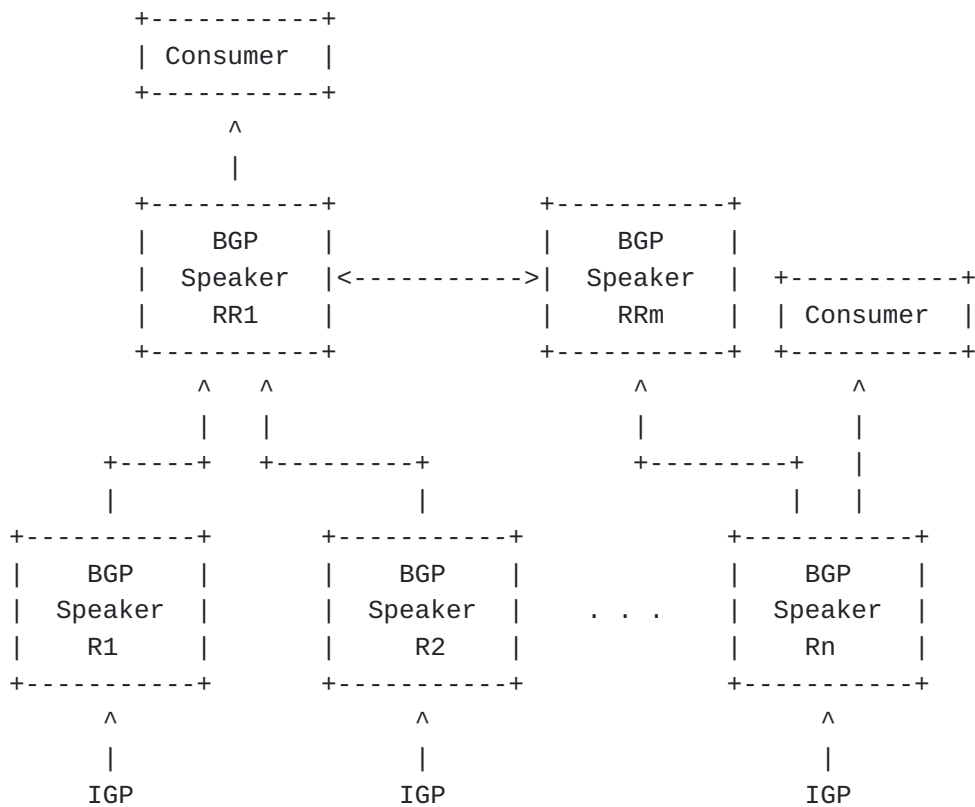 Consumer
BGP BGP
Speaker Speaker
RR1 RRm Consumer
BGP BGP BGP
Speaker Speaker . . . Speaker
R1 R2 Rn
IGP IGP IGP